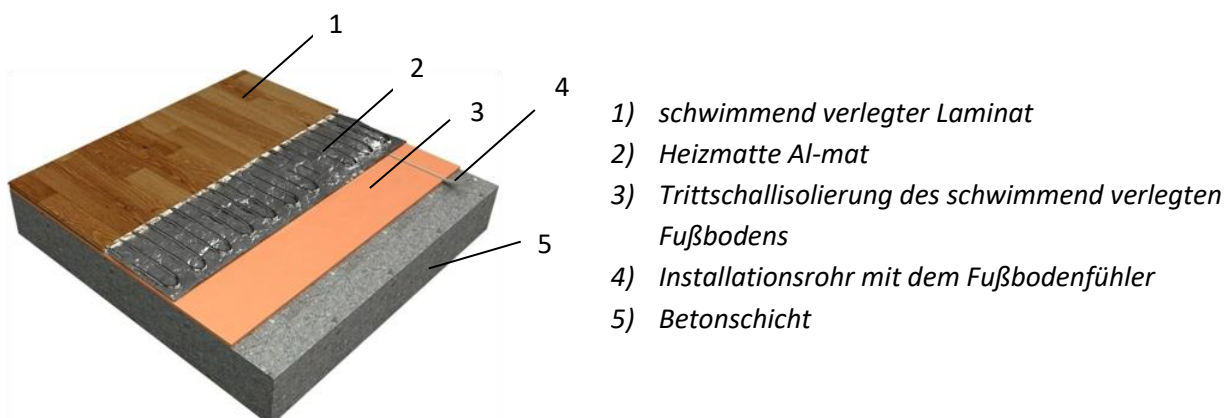 1
2
4
3
5
1) schwimmend verlegter Laminat
2) Heizmatte Al-mat
3) Trittschallisolierung des schwimmend verlegten
Fußbodens
4) Installationsrohr mit dem Fußbodenfühler
5) Betonschicht